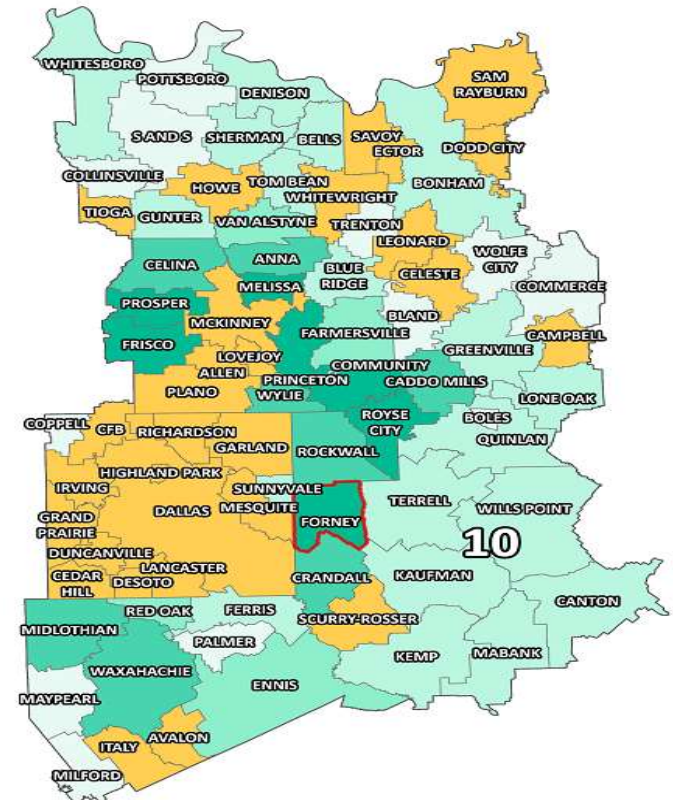 WHITESBORO
POTTSBORO
DENISON
SAM
RAYBURN
S AND S
SHERMAN
BELLS
SAVOY
ECTOR
DODD CITY
COLLINSVILLE
HOWE
TOM BEAN
BONHAM
WHITEWRIGHT
TIOGA
GUNTER
VAN ALSTYNE
TRENTON
LEONARD
CELINA
ANNA
BLUE
RIDGE
CELESTE
WOLFE
CITY
COMMERCE
MELISSA
PROSPER
BLAND
MCKINNEY
FARMERSVILLE
CAMPBELL
FRISCO
LOVEJOY
GREENVILLE
ALLEN
COMMUNITY
PRINCETON
CADDO MILLS
PLANO
WYLIE
LONE OAK
COPPELL
CFB
RICHARDSON
ROYSE
CITY
BOLES
QUINLAN
GARLAND
ROCKWALL
HIGHLAND PARK
IRVING
SUNNYVALE
TERRELL
WILLS POINT
GRAND
PRAIRIE
DALLAS
MESQUITE
FORNEY
10
DUNCANVILLE
LANCASTER
CEDAR
HILL
DESOTO
CRANDALL
KAUFMAN
CANTON
RED OAK
FERRIS
SCURRY-ROSSER
MIDLOTHIAN
PALMER
KEMP
MABANK
WAXAHACHIE
ENNIS
MAYPEARL
AVALON
ITALY
MILFORD